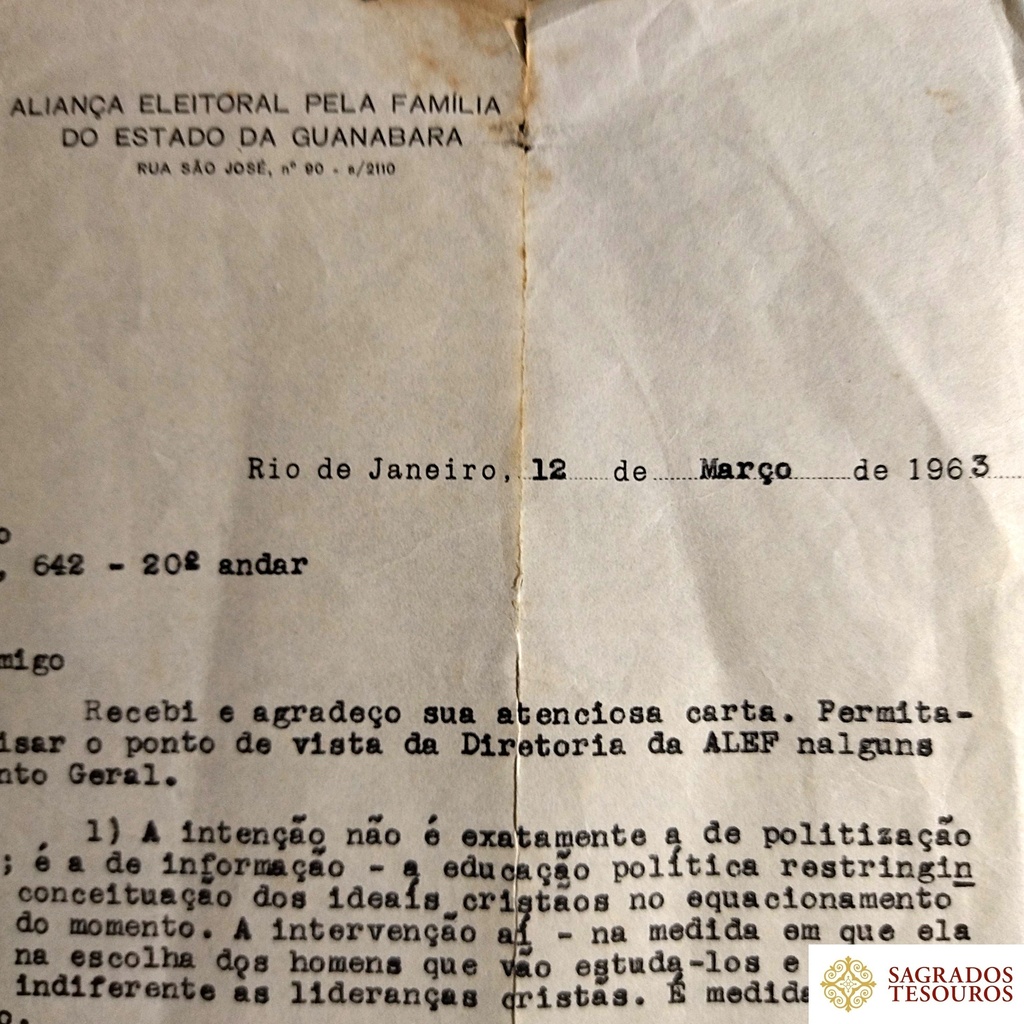 ALIANÇA ELEITORAL PELA FAMÍLIA
DO ESTADO DA GUANABARA
RUA SÃO JOSÉ, nº 90 - s/2110
Rio de Janeiro, 12 de Março de 1963
o
, 642 - 20º andar
migo
Recebi e agradeço sua atenciosa carta. Permita-
isar o ponto de vista da Diretoria da ALEF nalguns
nto Geral.
1) A intenção não é exatamente a de politização
; é a de informação - a educação política restringin
conceituação dos ideais cristãos no equacionamento
do momento. A intervenção aí - na medida em que ela
na escolha dos homens que vão estudá-los e
indiferente às lideranças cristãs. É medida
o.
SAGRADOS
TESOUROS